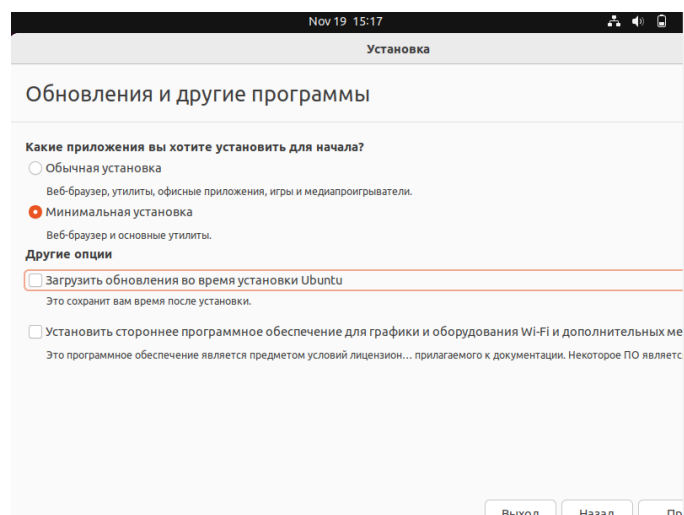 Nov 19 15:17
Установка
Обновления и другие программы
Какие приложения вы хотите установить для начала?
Обычная установка
Веб-браузер, утилиты, офисные приложения, игры и медиапроигрыватели.
Минимальная установка
Веб-браузер и основные утилиты.
Другие опции
Загрузить обновления во время установки Ubuntu
Это сохранит вам время после установки.
Установить стороннее программное обеспечение для графики и оборудования Wi-Fi и дополнительных ме
Это программное обеспечение является предметом условий лицензион... прилагаемого к документации. Некоторое ПО являетс
Выход Назад Пр